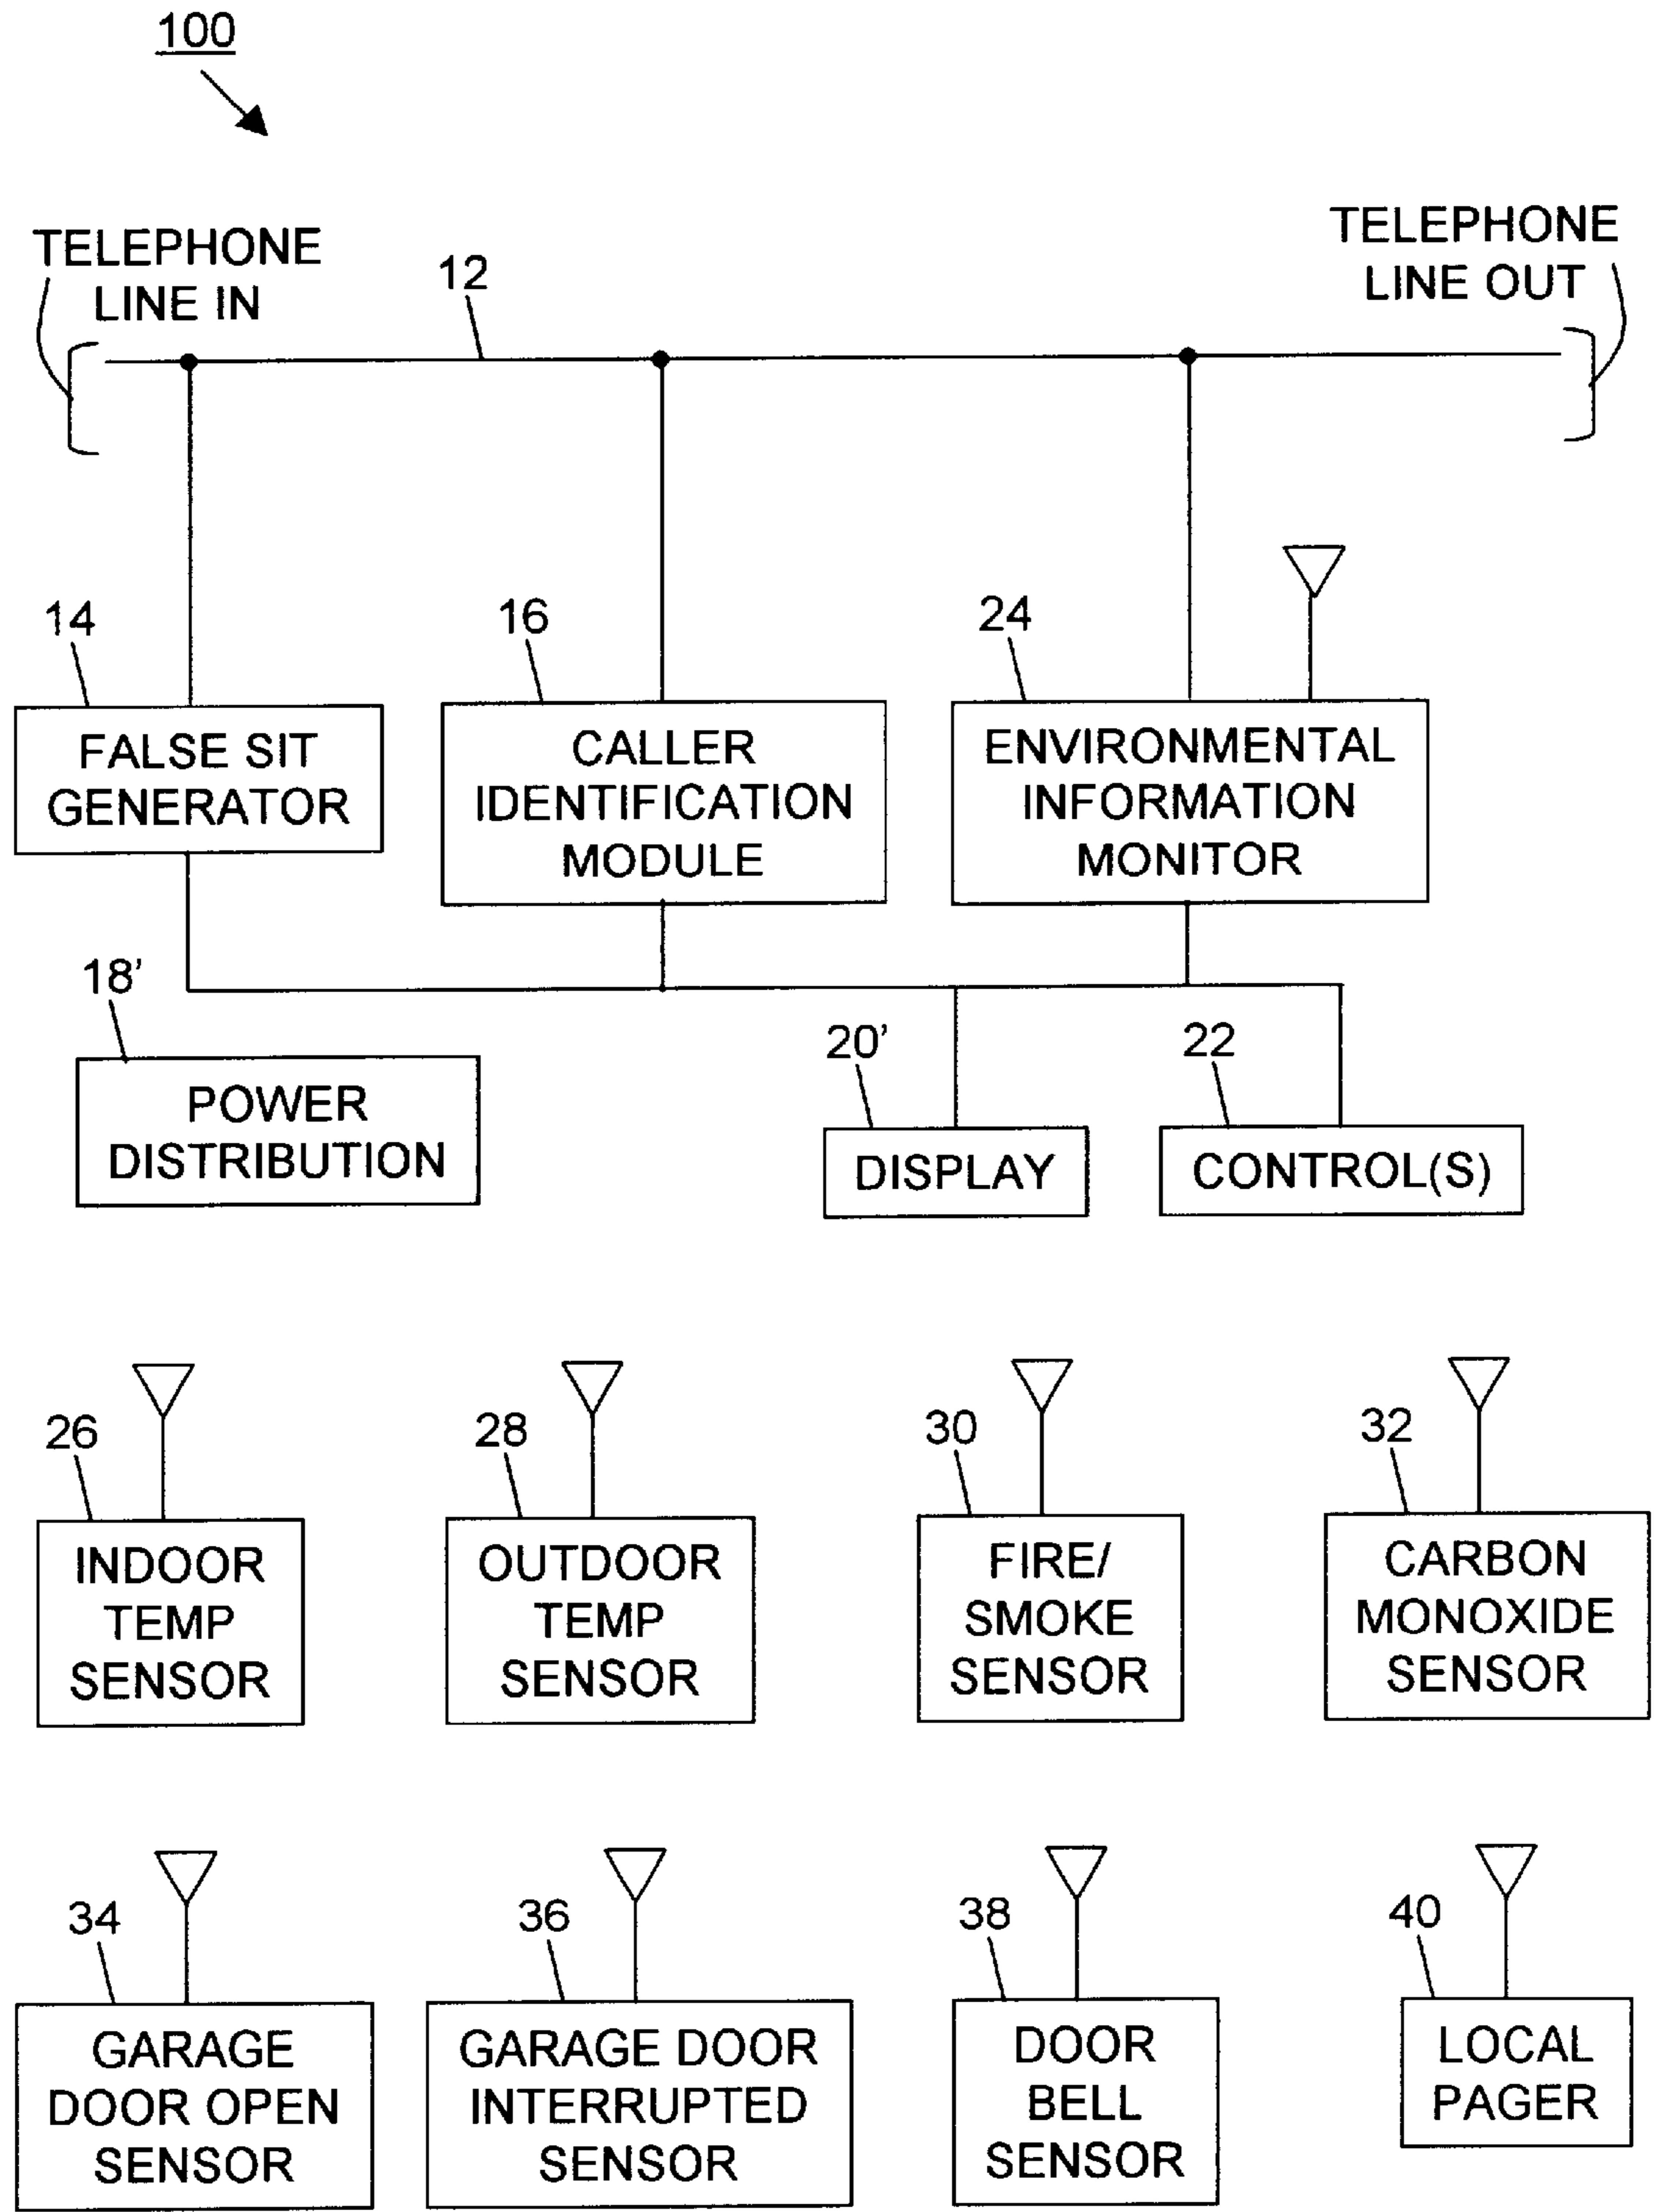 100
TELEPHONE
LINE IN
12
TELEPHONE
LINE OUT
14
FALSE SIT
GENERATOR
16
CALLER
IDENTIFICATION
MODULE
24
ENVIRONMENTAL
INFORMATION
MONITOR
18'
POWER
DISTRIBUTION
20'
DISPLAY
22
CONTROL(S)
26
INDOOR
TEMP
SENSOR
28
OUTDOOR
TEMP
SENSOR
30
FIRE/
SMOKE
SENSOR
32
CARBON
MONOXIDE
SENSOR
34
GARAGE
DOOR OPEN
SENSOR
36
GARAGE DOOR
INTERRUPTED
SENSOR
38
DOOR
BELL
SENSOR
40
LOCAL
PAGER